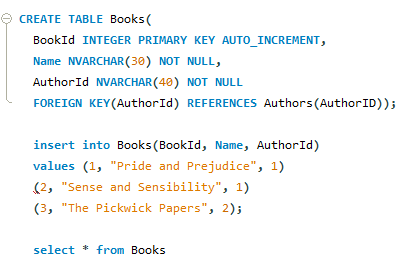 CREATE TABLE Books(
BookId INTEGER PRIMARY KEY AUTO_INCREMENT,
Name NVARCHAR(30) NOT NULL,
AuthorId NVARCHAR(40) NOT NULL
FOREIGN KEY(AuthorId) REFERENCES Authors(AuthorID));
insert into Books(BookId, Name, AuthorId)
values (1, "Pride and Prejudice", 1)
(2, "Sense and Sensibility", 1)
(3, "The Pickwick Papers", 2);
select * from Books